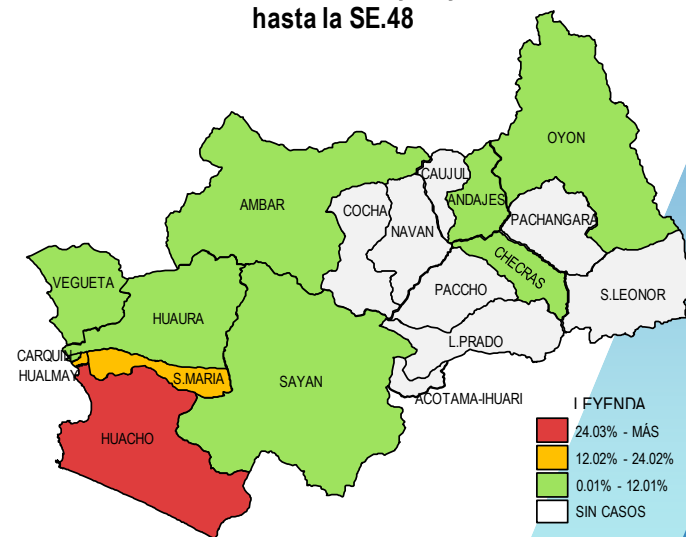 hasta la SE.48
OYON
CAUJUL
ANDAJES
AMBAR
COCHA
PACHANGARA
NAVAN
CHECRAS
VEGUETA
PACCHO
S.LEONOR
HUAURA
L.PRADO
CARQUIN
HUALMAY
S.MARIA
SAYAN
ACOTAMA-IHUARI
HUACHO
LEYENDA
24.03% - MÁS
12.02% - 24.02%
0.01% - 12.01%
SIN CASOS